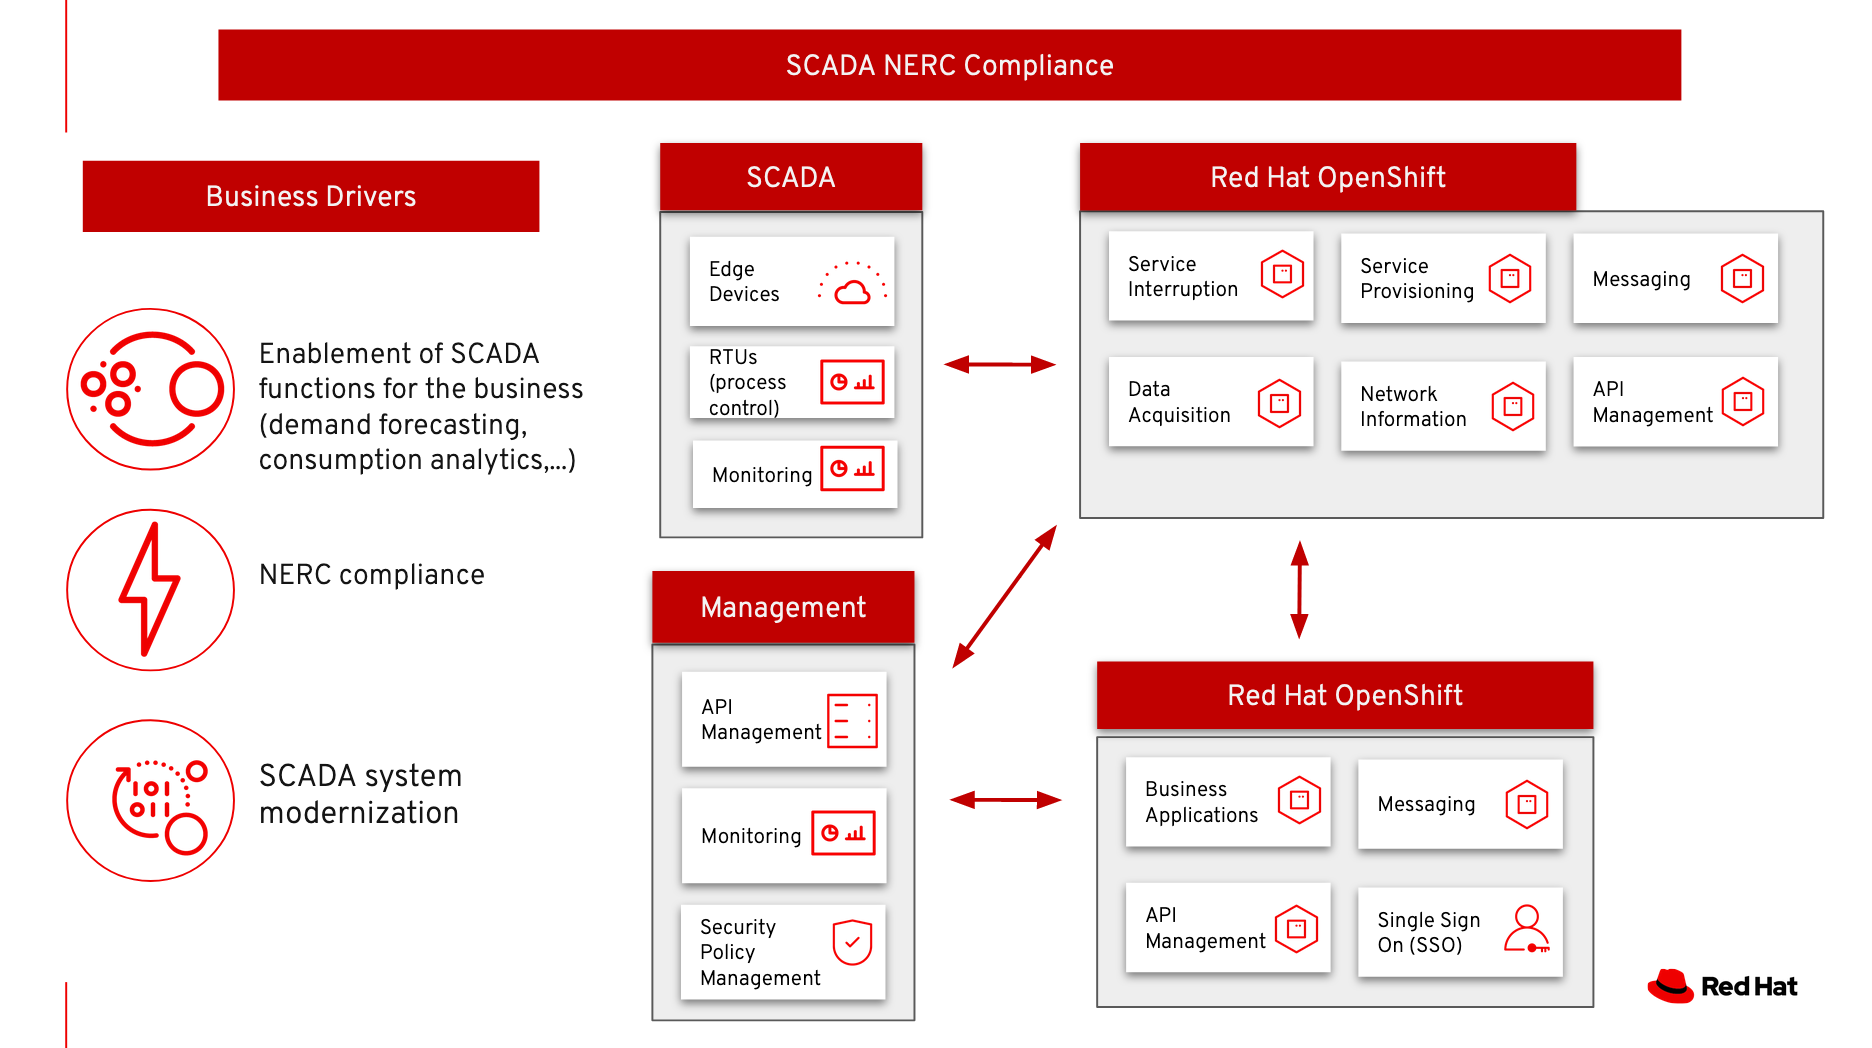 SCADA NERC Compliance
Business Drivers
Enablement of SCADA
functions for the business
(demand forecasting,
consumption analytics,...)
NERC compliance
SCADA system
modernization
SCADA
Edge
Devices
RTUs
(process
control)
Monitoring
Red Hat OpenShift
Service
Interruption
Service
Provisioning
Messaging
Data
Acquisition
Network
Information
API
Management
Management
API
Management
Monitoring
Security
Policy
Management
Red Hat OpenShift
Business
Applications
Messaging
API
Management
Single Sign
On (SSO)
Red Hat